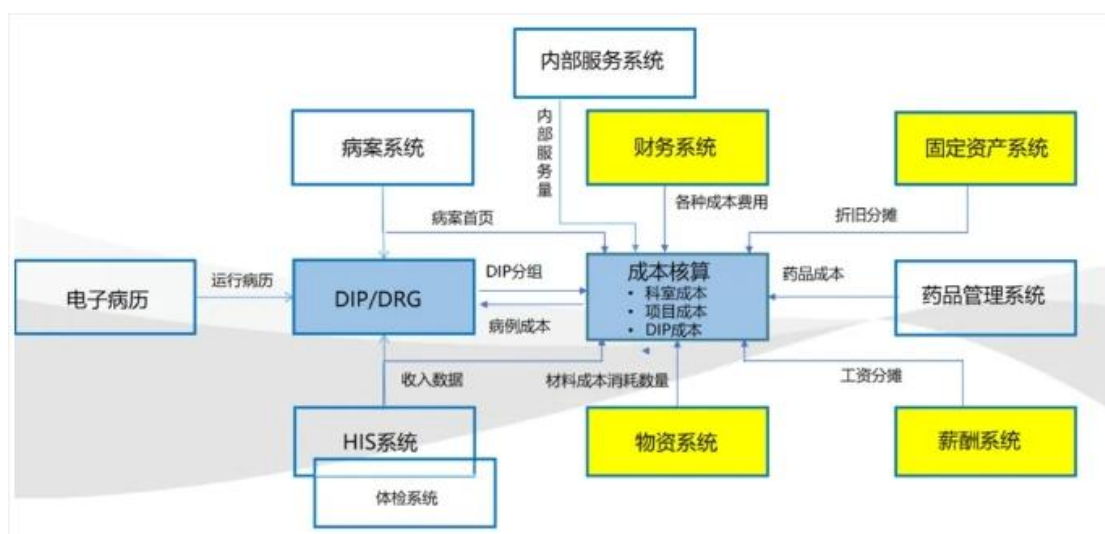 内部服务系统
内部服务量
病案系统
财务系统
固定资产系统
各种成本费用
病案首页
折旧分摊
电子病历
运行病历
DIP/DRG
DIP分组
病例成本
成本核算
• 科室成本
• 项目成本
• DIP成本
药品成本
药品管理系统
收入数据
材料成本消耗数量
工资分摊
HIS系统
体检系统
物资系统
薪酬系统